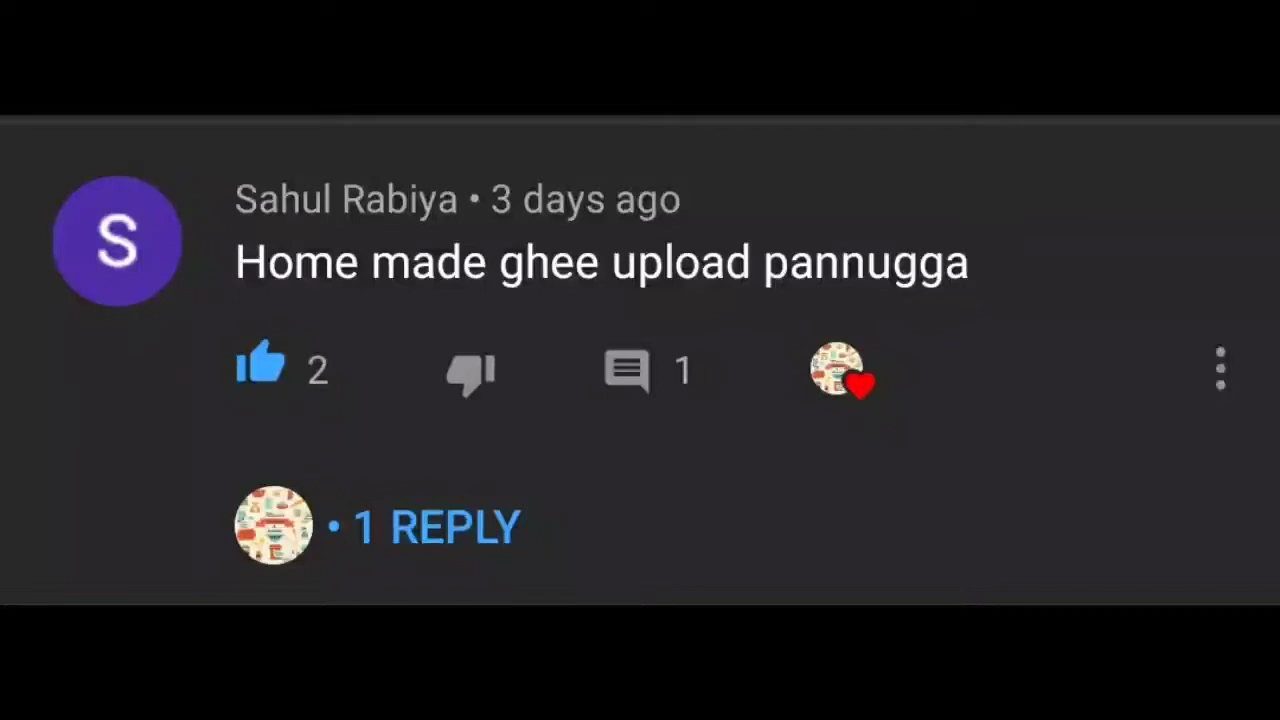 S
Sahul Rabiya • 3 days ago
Home made ghee upload pannugga
2 1
• 1 REPLY